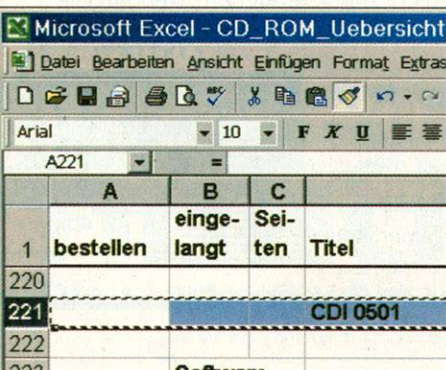 Microsoft Excel - CD_ROM_Uebersicht
Datei Bearbeiten Ansicht Einfügen Format Extras
Arial 10 F K U
A221 =
A B C
1 bestellen einge-langt Sei-ten Titel
220
221 CDI 0501
222